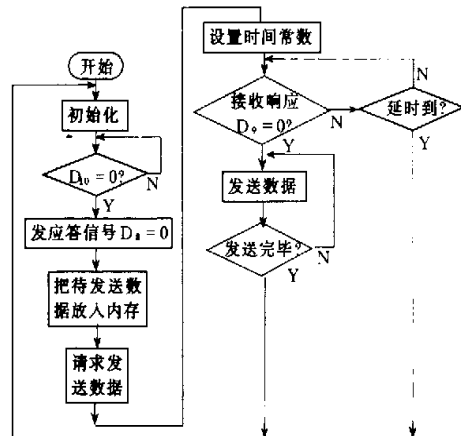 开始
初始化
D₁₀ = 0?
N
Y
发应答信号 D₈ = 0
把待发送数
据放入内存
请求发
送数据
设置时间常数
接收响应
D₉ = 0?
N
Y
延时到?
N
Y
发送数据
发送完毕?
N
Y